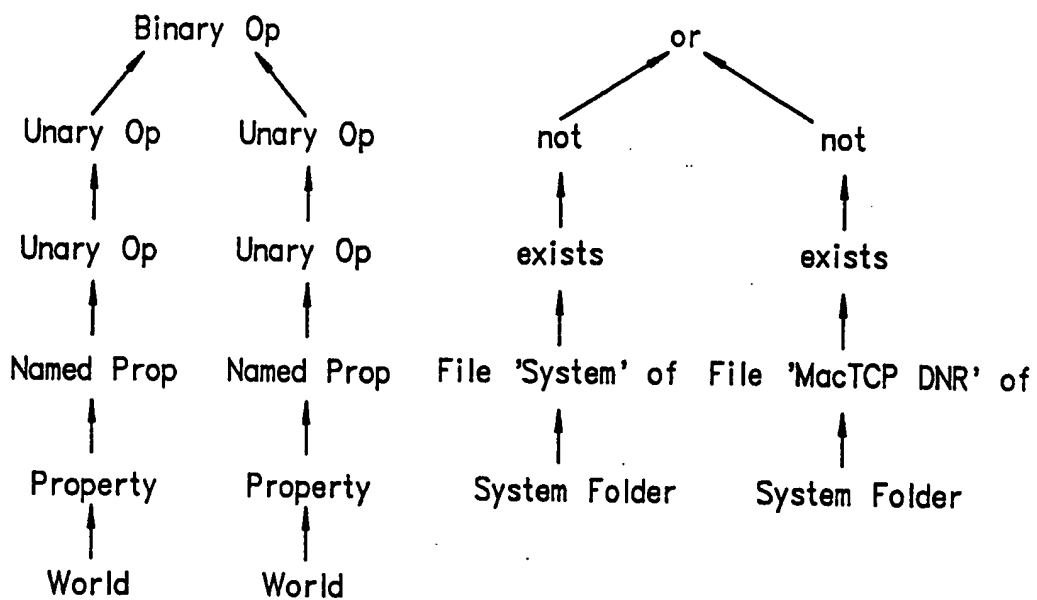 Binary Op
or
Unary Op Unary Op
not not
Unary Op Unary Op
exists exists
Named Prop Named Prop File 'System' of File 'MacTCP DNR' of
Property Property
System Folder System Folder
World World